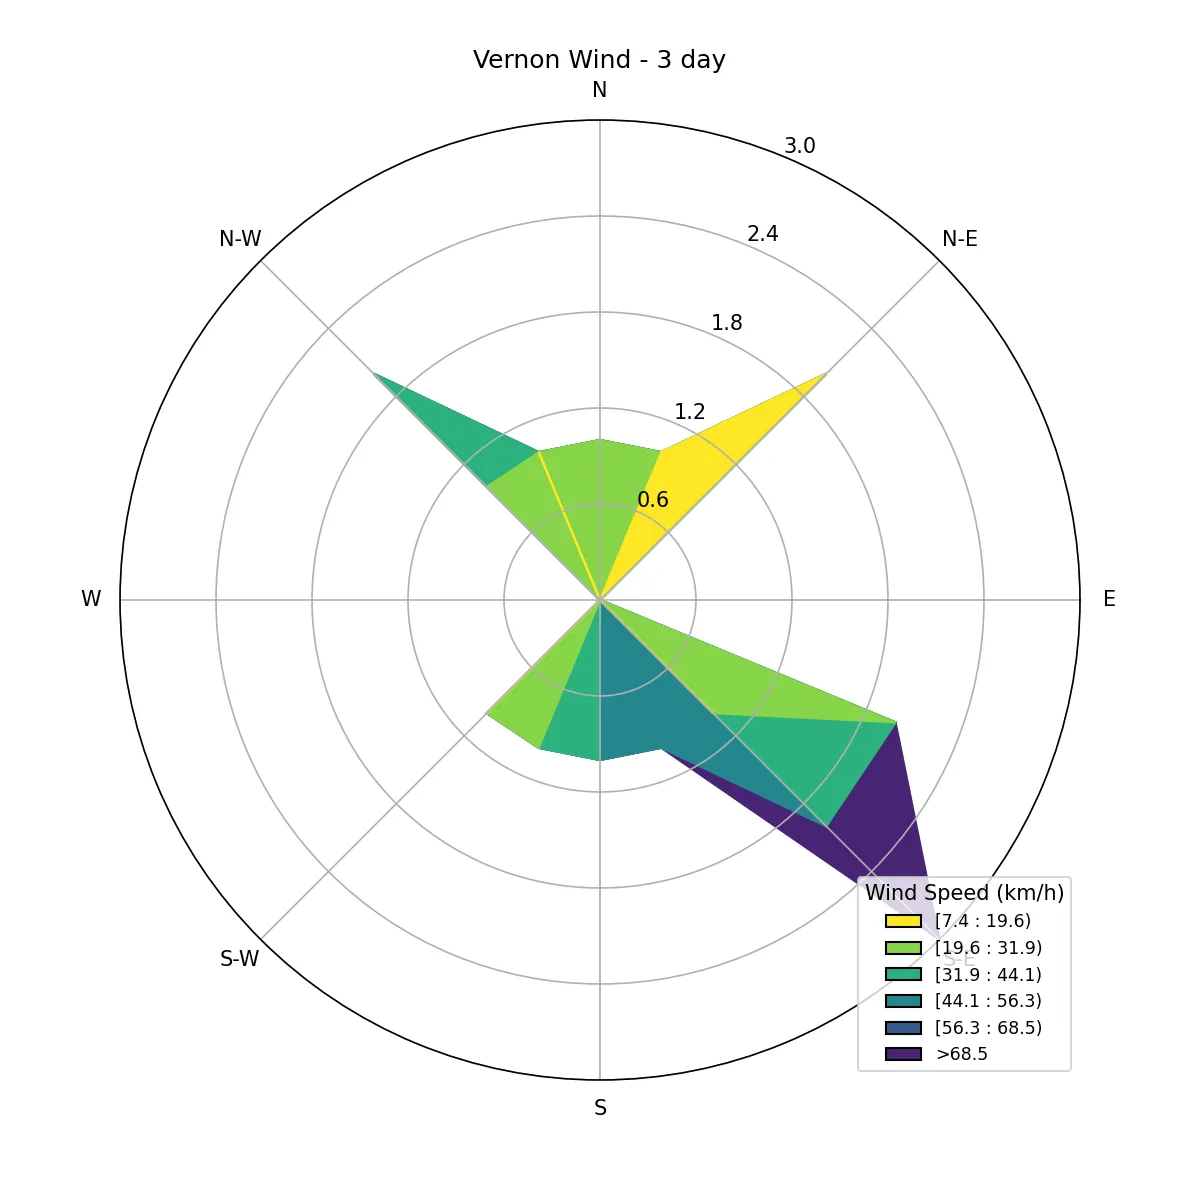 Vernon Wind - 3 day
N
3.0
N-W
N-E
2.4
1.8
1.2
0.6
W
E
Wind Speed (km/h)
[7.4 : 19.6)
[19.6 : 31.9)
S-W
S-E
[31.9 : 44.1)
[44.1 : 56.3)
[56.3 : 68.5)
>68.5
S